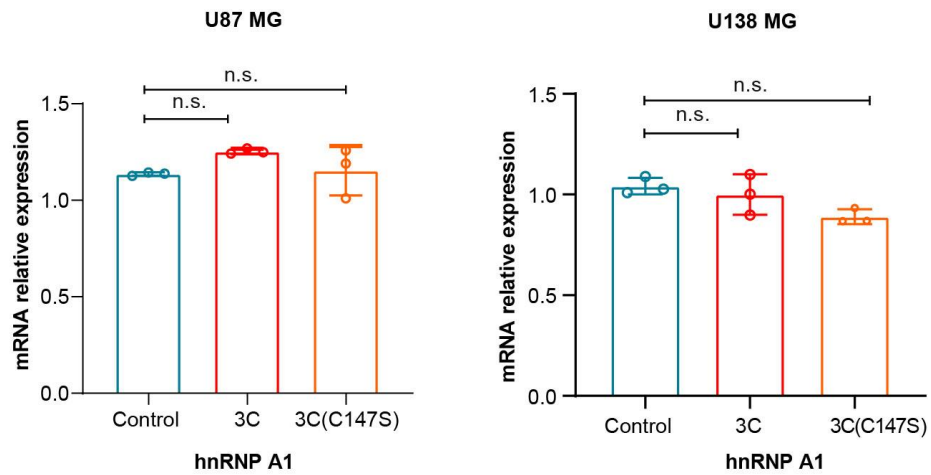 U87 MG
n.s.
n.s.
1.5
1.0
0.5
0.0
mRNA relative expression
Control
3C
3C(C147S)
hnRNP A1
U138 MG
n.s.
n.s.
1.5
1.0
0.5
0.0
mRNA relative expression
Control
3C
3C(C147S)
hnRNP A1